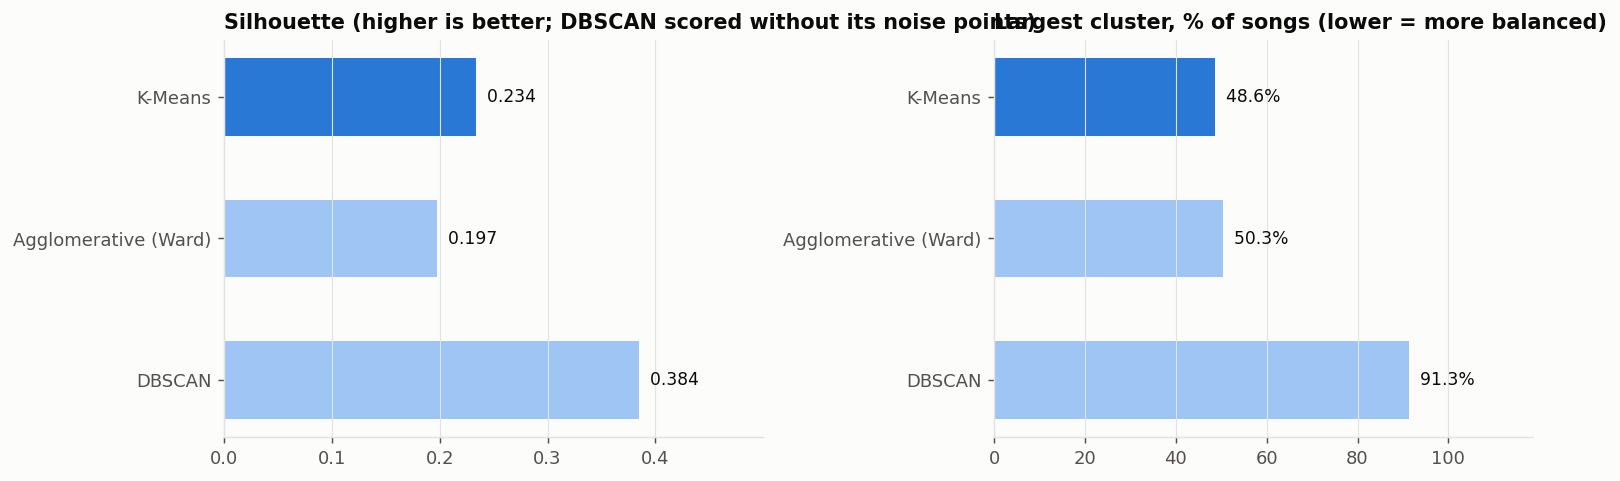 Silhouette (higher is better; DBSCAN scored without its noise points)
K-Means
0.234
Agglomerative (Ward)
0.197
DBSCAN
0.384
0.0 0.1 0.2 0.3 0.4
Largest cluster, % of songs (lower = more balanced)
K-Means
48.6%
Agglomerative (Ward)
50.3%
DBSCAN
91.3%
0 20 40 60 80 100